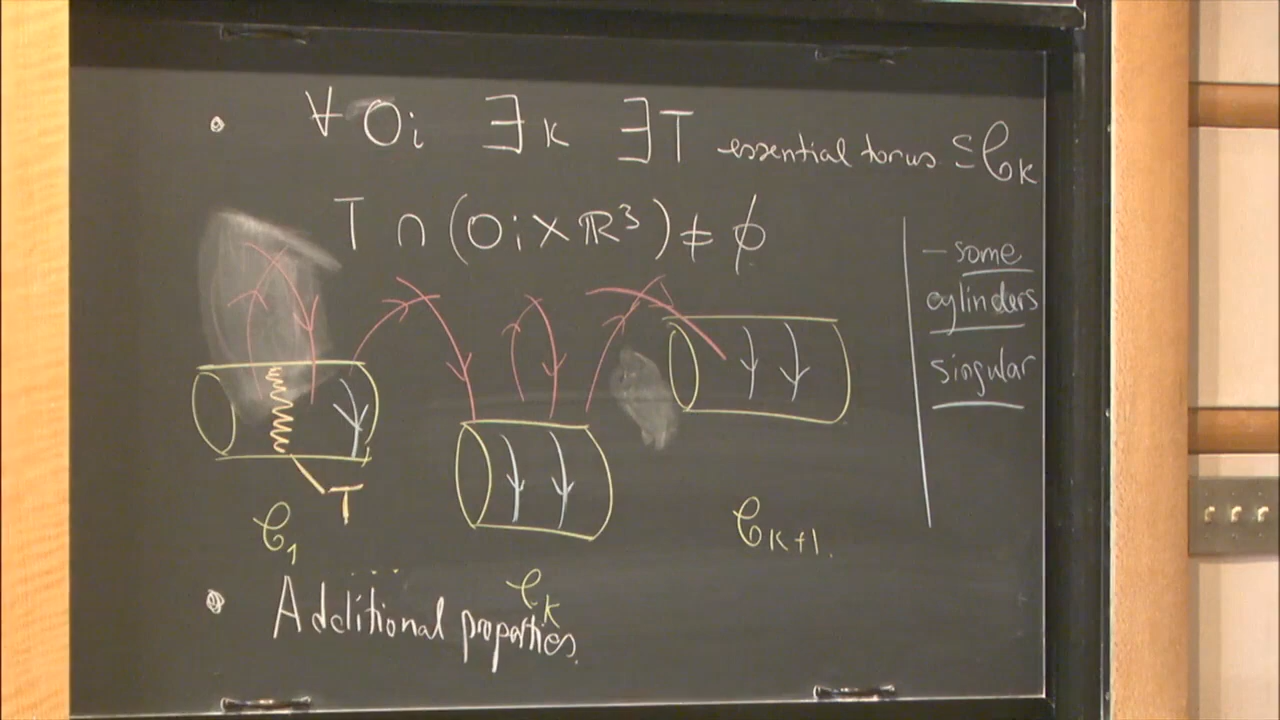 • ∀ Oi ∃k ∃T essential torus ⊆ 𝒞k
T ∩ (Oi × ℝ³) ≠ ϕ
– some
cylinders
singular
T
𝒞1
...
𝒞k
𝒞k+1.
• Additional properties.